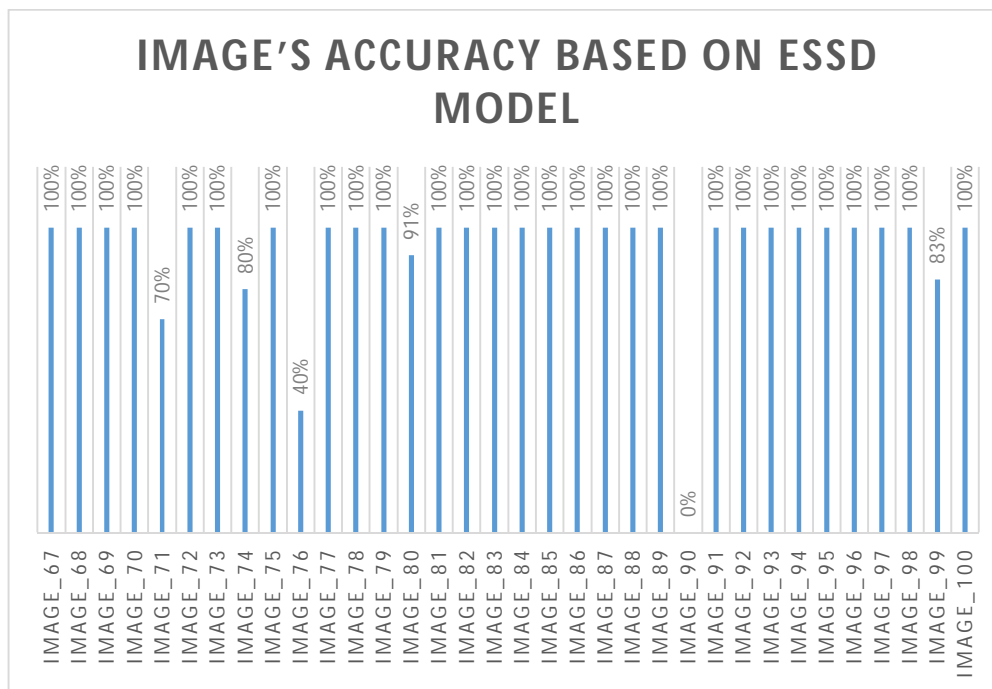 IMAGE'S ACCURACY BASED ON ESSD
MODEL
100%
100%
100%
100%
70%
100%
100%
80%
100%
40%
100%
100%
100%
91%
100%
100%
100%
100%
100%
100%
100%
100%
100%
0%
100%
100%
100%
100%
100%
100%
100%
100%
83%
100%
IMAGE_67
IMAGE_68
IMAGE_69
IMAGE_70
IMAGE_71
IMAGE_72
IMAGE_73
IMAGE_74
IMAGE_75
IMAGE_76
IMAGE_77
IMAGE_78
IMAGE_79
IMAGE_80
IMAGE_81
IMAGE_82
IMAGE_83
IMAGE_84
IMAGE_85
IMAGE_86
IMAGE_87
IMAGE_88
IMAGE_89
IMAGE_90
IMAGE_91
IMAGE_92
IMAGE_93
IMAGE_94
IMAGE_95
IMAGE_96
IMAGE_97
IMAGE_98
IMAGE_99
IMAGE_100